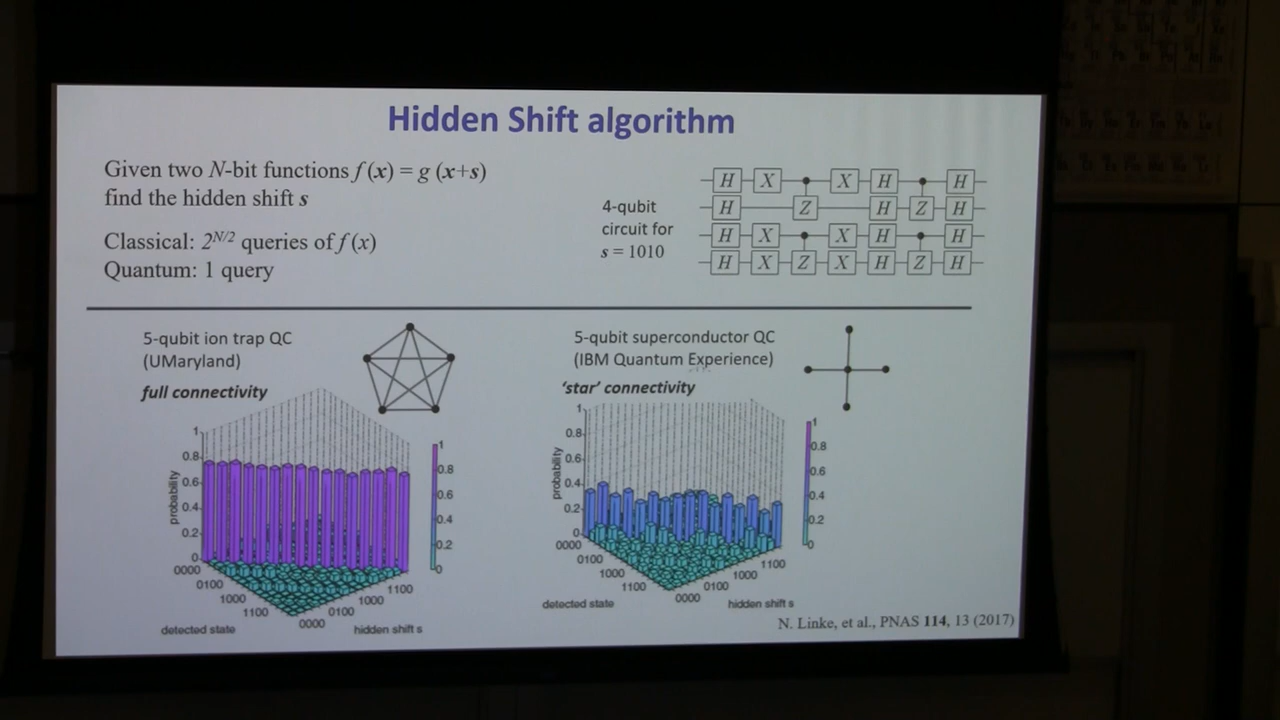 Hidden Shift algorithm
Given two N-bit functions f(x) = g (x+s)
find the hidden shift s
Classical: 2^{N/2} queries of f(x)
Quantum: 1 query
4-qubit
circuit for
s = 1010
H X X H H
H Z H Z H
H X X H H
H X Z X H Z H
5-qubit ion trap QC
(UMaryland)
full connectivity
1
0.8
0.6
0.4
0.2
0
probability
0000
0100
1000
1100
detected state
0000
0100
1000
1100
hidden shift s
1
0.8
0.6
0.4
0.2
0
5-qubit superconductor QC
(IBM Quantum Experience)
‘star’ connectivity
1
0.8
0.6
0.4
0.2
0
probability
0000
0100
1000
1100
detected state
0000
0100
1000
1100
hidden shift s
1
0.8
0.6
0.4
0.2
0
N. Linke, et al., PNAS 114, 13 (2017)